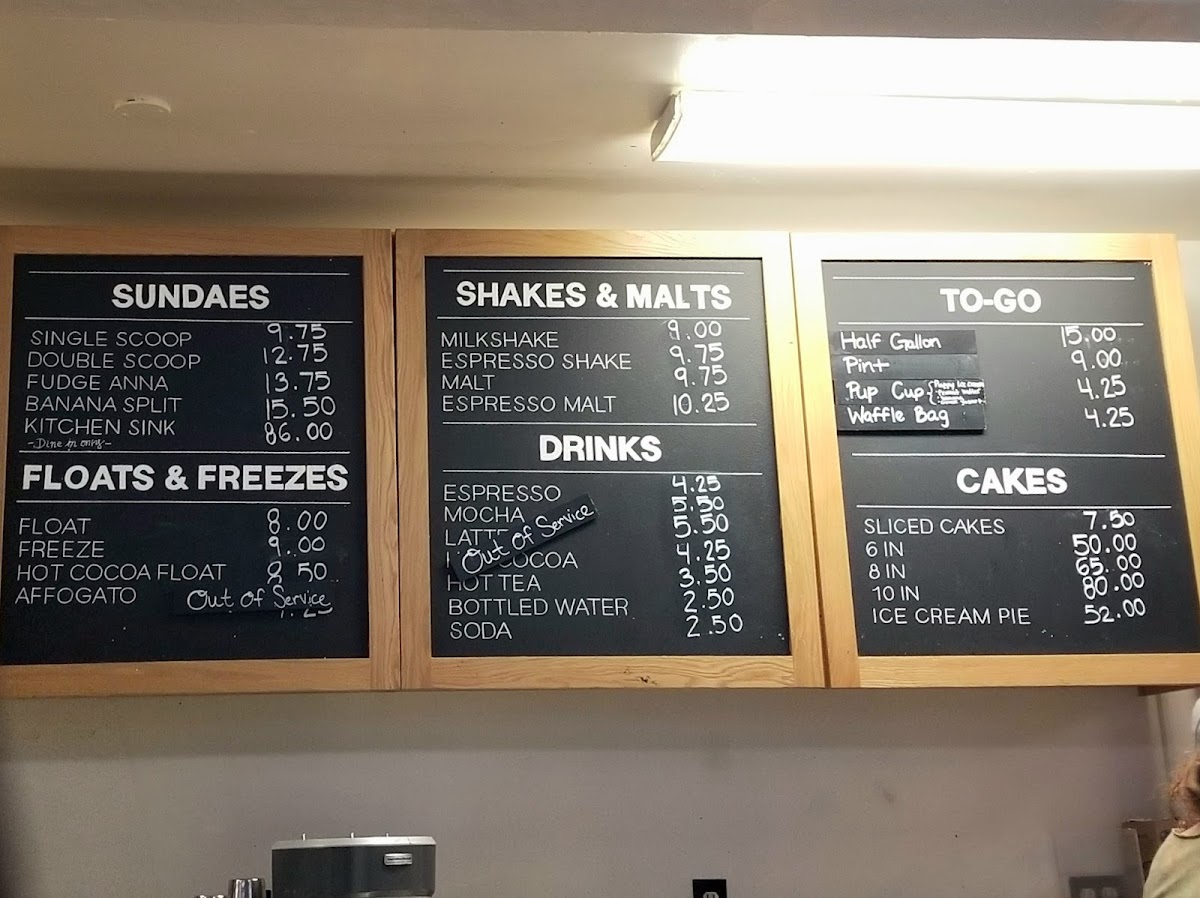 SUNDAES
SINGLE SCOOP 9.75
DOUBLE SCOOP 12.75
FUDGE ANNA 13.75
BANANA SPLIT 15.50
KITCHEN SINK 86.00
-Dine in only-
FLOATS & FREEZES
FLOAT 8.00
FREEZE 9.00
HOT COCOA FLOAT 8.50
AFFOGATO Out of Service
SHAKES & MALTS
MILKSHAKE 9.00
ESPRESSO SHAKE 9.75
MALT 9.75
ESPRESSO MALT 10.25
DRINKS
ESPRESSO 4.25
MOCHA 5.50
Out of Service
LATTE 5.50
COCOA 4.25
HOT TEA 3.50
BOTTLED WATER 2.50
SODA 2.50
TO-GO
Half Gallon 15.00
Pint 9.00
Pup Cup 4.25
Waffle Bag 4.25
CAKES
SLICED CAKES 7.50
6 IN 50.00
8 IN 65.00
10 IN 80.00
ICE CREAM PIE 52.00